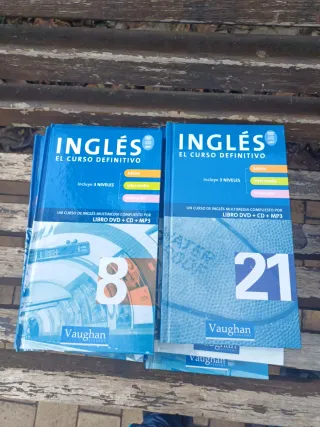 INGLÉS
EL CURSO DEFINITIVO
Incluye 3 NIVELES
UN CURSO DE INGLÉS MULTIMEDIA COMPUESTO POR
LIBRO DVD + CD + MP3
8
Vaughan
INGLÉS
EL CURSO DEFINITIVO
Incluye 3 NIVELES
UN CURSO DE INGLÉS MULTIMEDIA COMPUESTO POR
LIBRO DVD + CD + MP3
21
Vaughan
Vaughan